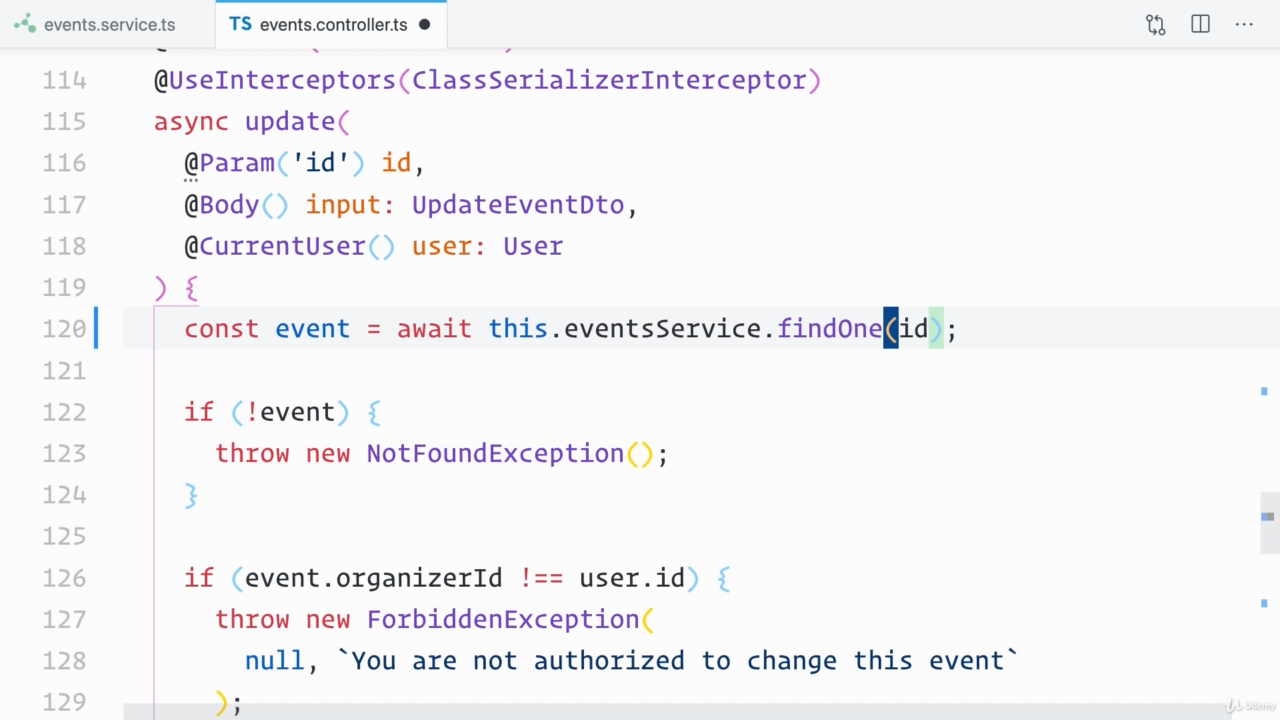 events.service.ts
TS events.controller.ts
114 @UseInterceptors(ClassSerializerInterceptor)
115 async update(
116 @Param('id') id,
117 @Body() input: UpdateEventDto,
118 @CurrentUser() user: User
119 ) {
120 const event = await this.eventsService.findOne(id);
121
122 if (!event) {
123 throw new NotFoundException();
124 }
125
126 if (event.organizerId !== user.id) {
127 throw new ForbiddenException(
128 null, `You are not authorized to change this event`
129 );
Udemy